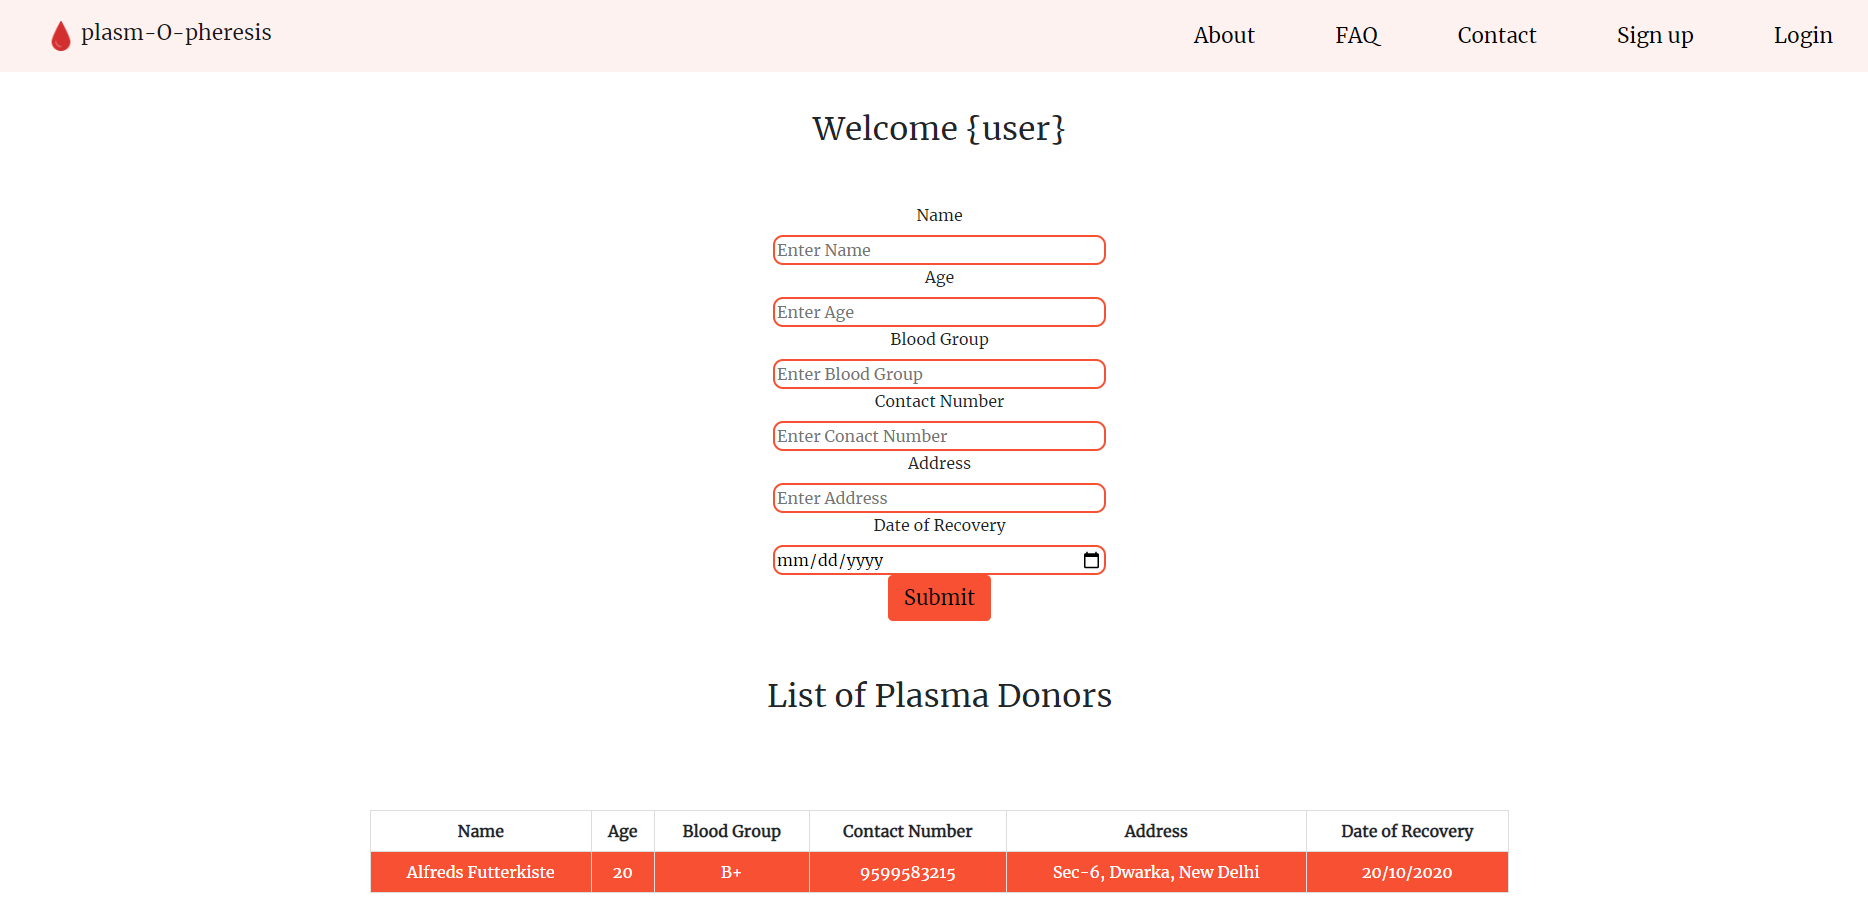 plasm-O-pheresis About FAQ Contact Sign up Login
Welcome {user}
Name
Enter Name
Age
Enter Age
Blood Group
Enter Blood Group
Contact Number
Enter Conact Number
Address
Enter Address
Date of Recovery
mm/dd/yyyy
Submit
List of Plasma Donors
Name Age Blood Group Contact Number Address Date of Recovery
Alfreds Futterkiste 20 B+ 9599583215 Sec-6, Dwarka, New Delhi 20/10/2020